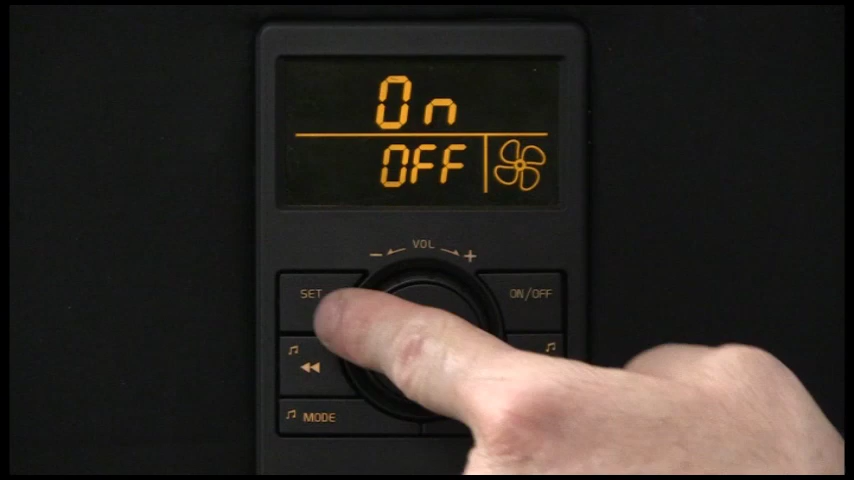 On
OFF
- VOL +
SET ON/OFF
MODE